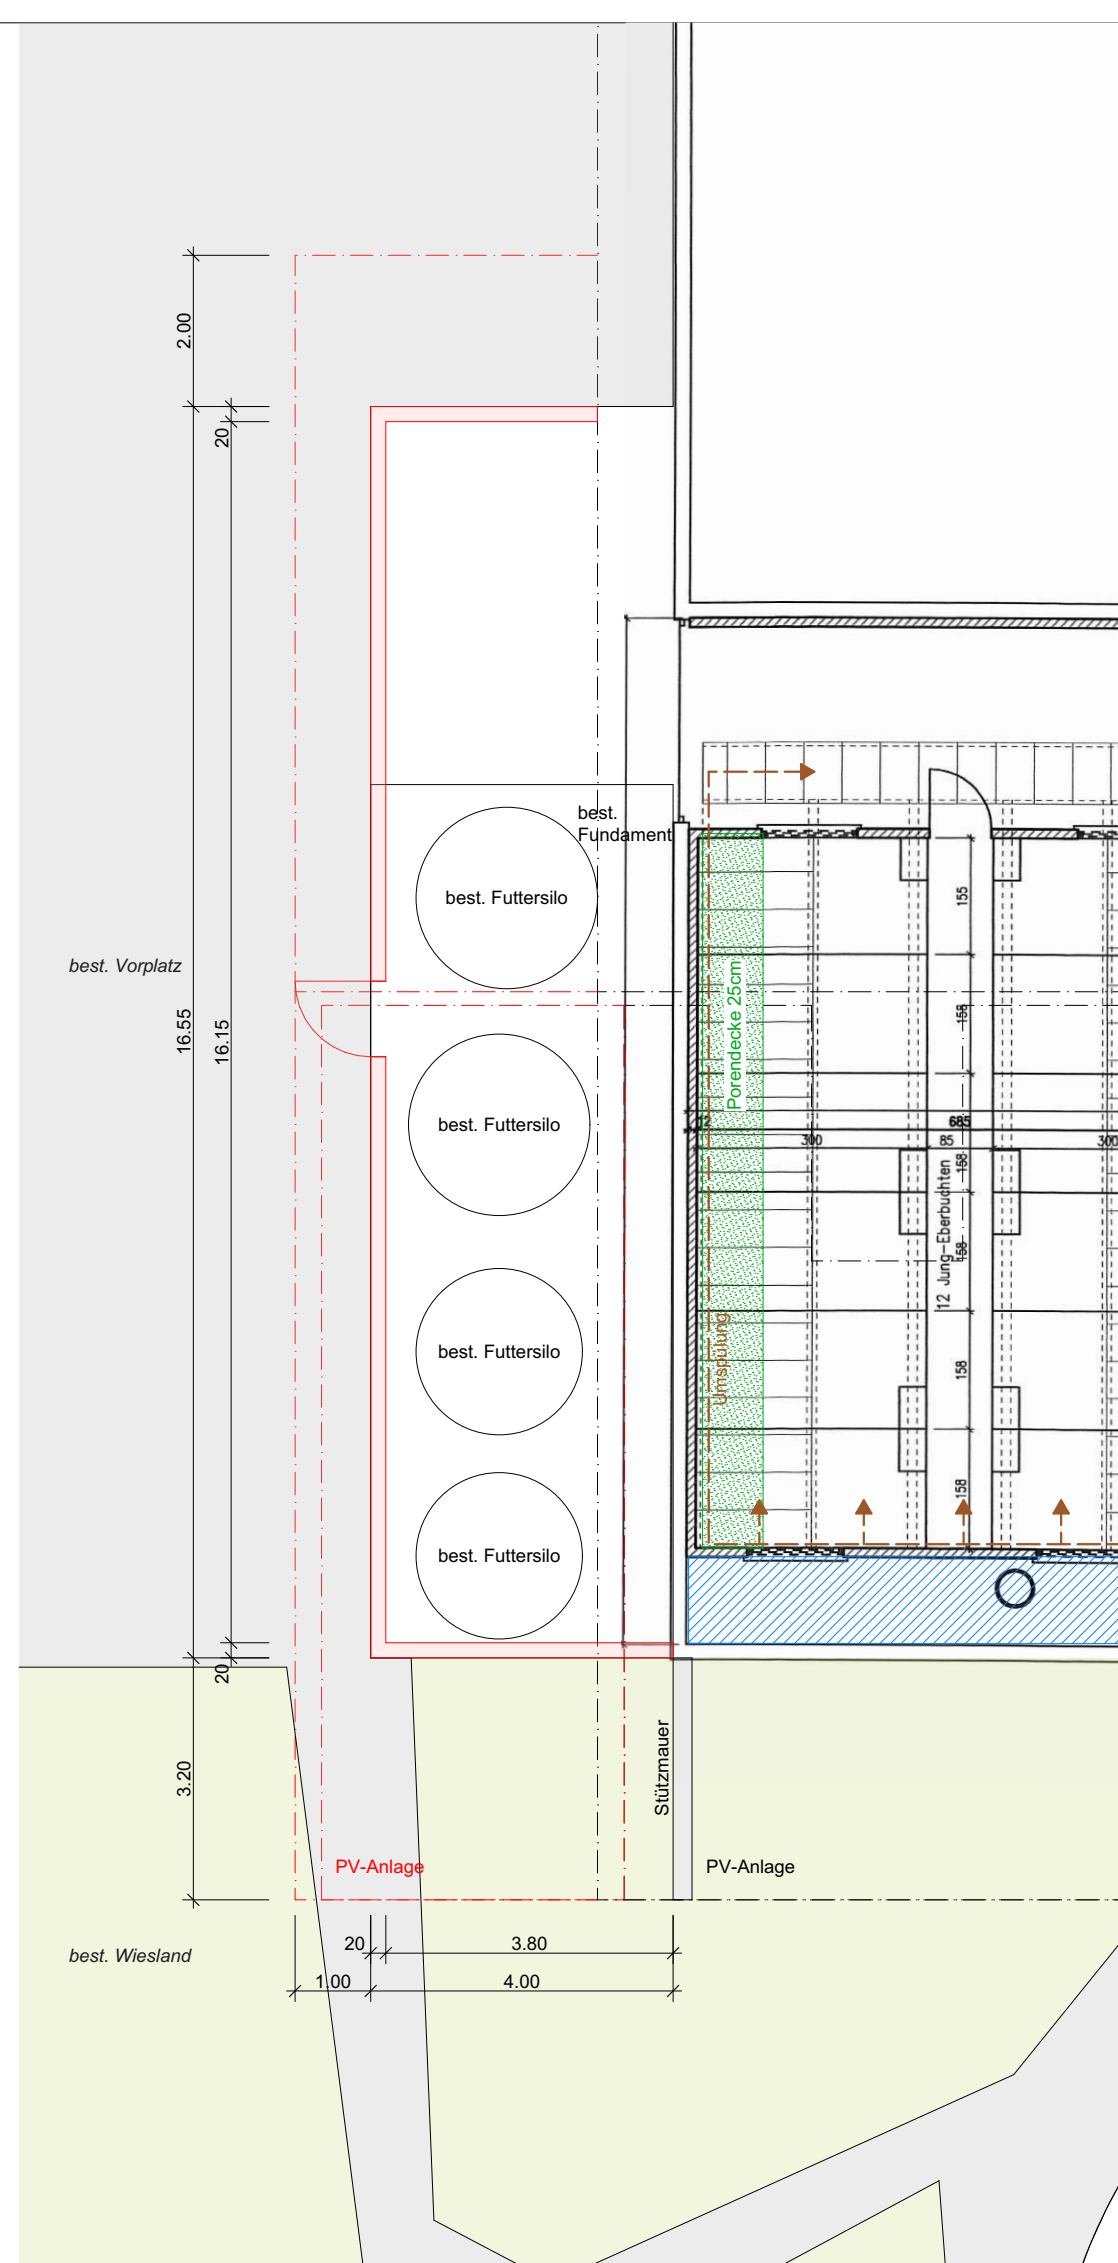 2.00
20
best.
Fundament
best. Futtersilo
155
best. Vorplatz
Porendecke 25cm
158
16.55
16.15
best. Futtersilo
12
685
300
85
300
158
12 Jung-Eberbuchten
158
best. Futtersilo
Umspülung
158
158
best. Futtersilo
20
3.20
Stützmauer
PV-Anlage
PV-Anlage
20
3.80
best. Wiesland
1.00
4.00